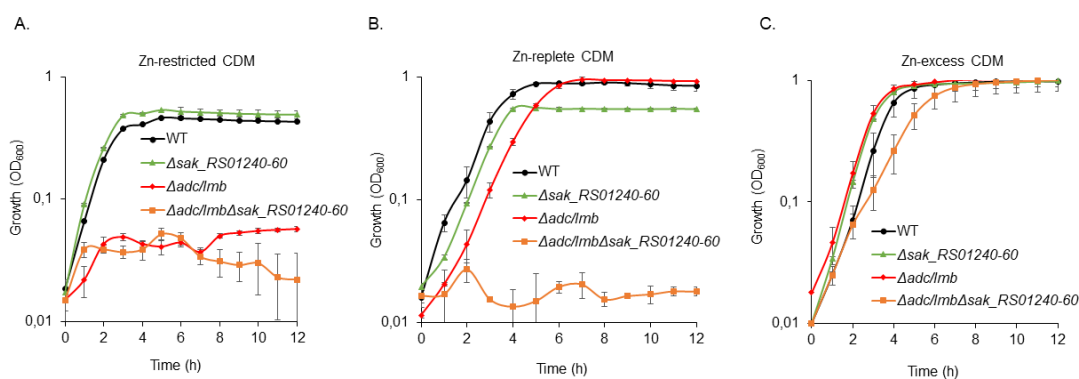 A.
Zn-restricted CDM
Growth (OD600)
1
0,1
0,01
0 2 4 6 8 10 12
Time (h)
WT
Δsak_RS01240-60
Δadc/lmb
Δadc/lmbΔsak_RS01240-60
B.
Zn-replete CDM
Growth (OD600)
1
0,1
0,01
0 2 4 6 8 10 12
Time (h)
WT
Δsak_RS01240-60
Δadc/lmb
Δadc/lmbΔsak_RS01240-60
C.
Zn-excess CDM
Growth (OD600)
1
0,1
0,01
0 2 4 6 8 10 12
Time (h)
WT
Δsak_RS01240-60
Δadc/lmb
Δadc/lmbΔsak_RS01240-60